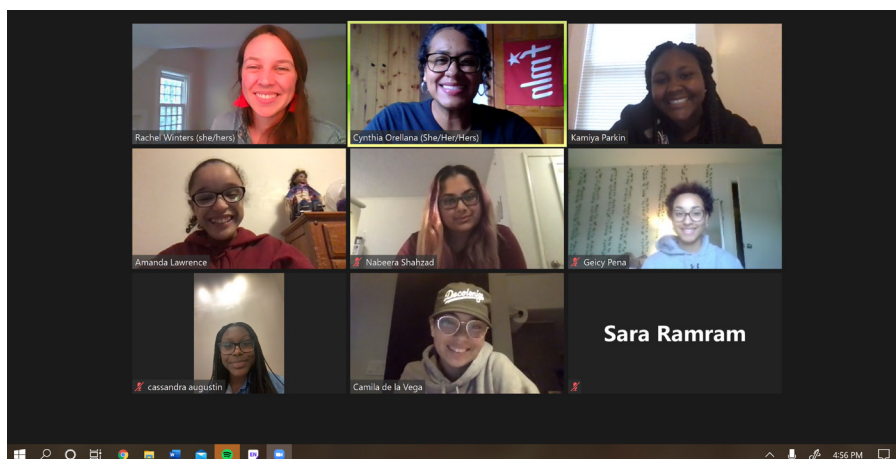 Rachel Winters (she/hers)
Cynthia Orellana (She/Her/Hers)
Kamiya Parkin
Amanda Lawrence
Nabeera Shahzad
Geicy Pena
cassandra augustin
Decolonize
Camila de la Vega
Sara Ramram
4:56 PM